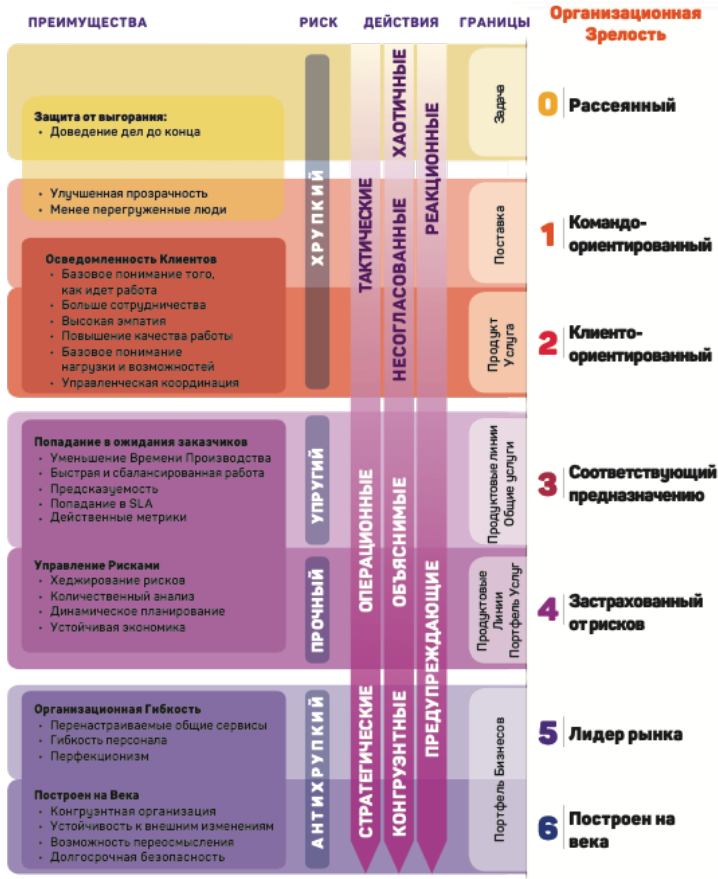 ПРЕИМУЩЕСТВА
РИСК
ДЕЙСТВИЯ
ГРАНИЦЫ
Организационная
Зрелость
Защита от выгорания:
• Доведение дел до конца
• Улучшенная прозрачность
• Менее перегруженные люди
Осведомленность Клиентов
• Базовое понимание того,
как идет работа
• Больше сотрудничества
• Высокая эмпатия
• Повышение качества работы
• Базовое понимание
нагрузки и возможностей
• Управленческая координация
Попадание в ожидания заказчиков
• Уменьшение Времени Производства
• Быстрая и сбалансированная работа
• Предсказуемость
• Попадание в SLA
• Действенные метрики
Управление Рисками
• Хеджирование рисков
• Количественный анализ
• Динамическое планирование
• Устойчивая экономика
Организационная Гибкость
• Перенастраиваемые общие сервисы
• Гибкость персонала
• Перфекционизм
Построен на Века
• Конгруэнтная организация
• Устойчивость к внешним изменениям
• Возможность переосмысления
• Долгосрочная безопасность
ХРУПКИЙ
УПРУГИЙ
ПРОЧНЫЙ
АНТИХРУПКИЙ
ТАКТИЧЕСКИЕ
ОПЕРАЦИОННЫЕ
СТРАТЕГИЧЕСКИЕ
ХАОТИЧНЫЕ
НЕСОГЛАСОВАННЫЕ
ОБЪЯСНИМЫЕ
КОНГРУЭНТНЫЕ
РЕАКЦИОННЫЕ
ПРЕДУПРЕЖДАЮЩИЕ
Задача
Поставка
Продукт
Услуга
Продуктовые линии
Общие услуги
Продуктовые
Линии
Портфель Услуг
Портфель Бизнесов
0 Рассеянный
1 Командо-
ориентированный
2 Клиенто-
ориентированный
3 Соответствующий
предназначению
4 Застрахованный
от рисков
5 Лидер рынка
6 Построен на
века